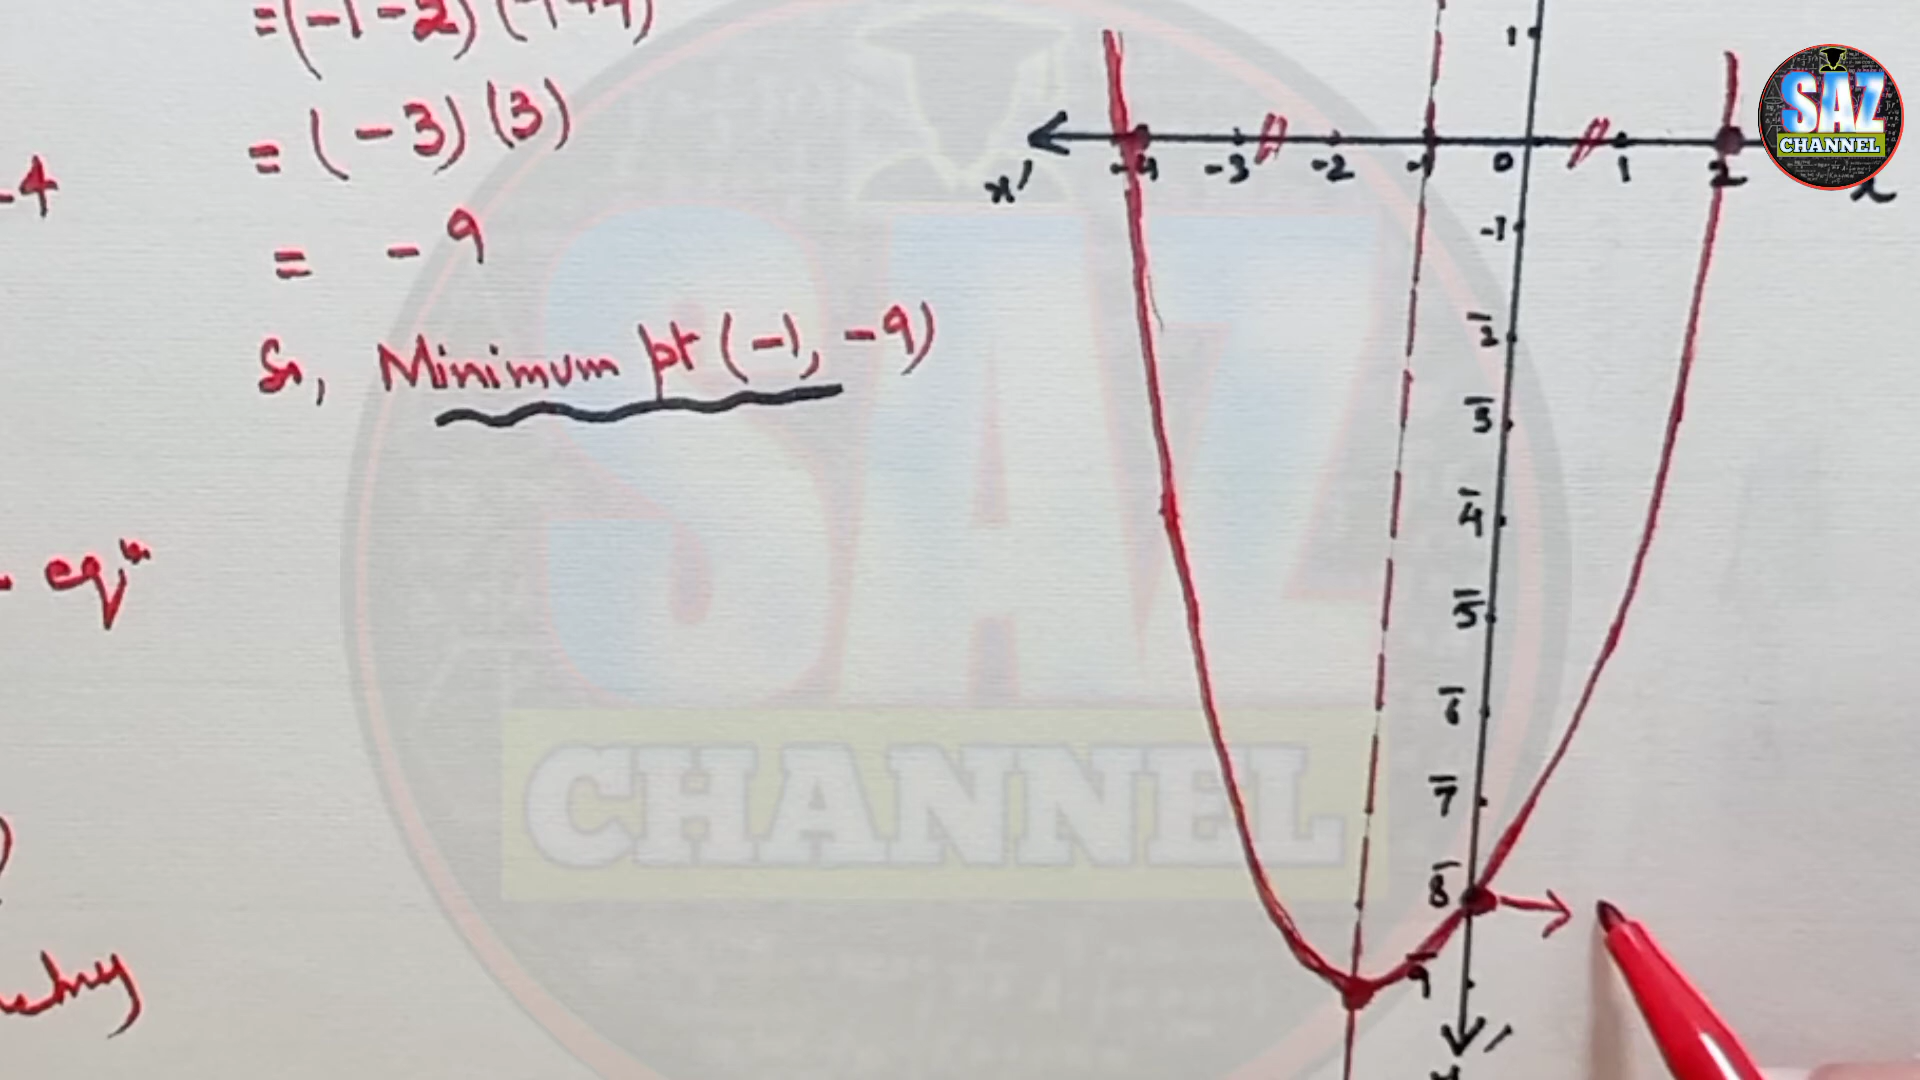 =(-1-2)(-1+4)
= (-3)(3)
= -9
So, Minimum pt (-1, -9)
-4
eqn
1
-4 -3 -2 -1 0 1 2
x' x
-1
-2
-3
-4
-5
-6
-7
-8
-9
SAZ
CHANNEL
SAZ
CHANNEL